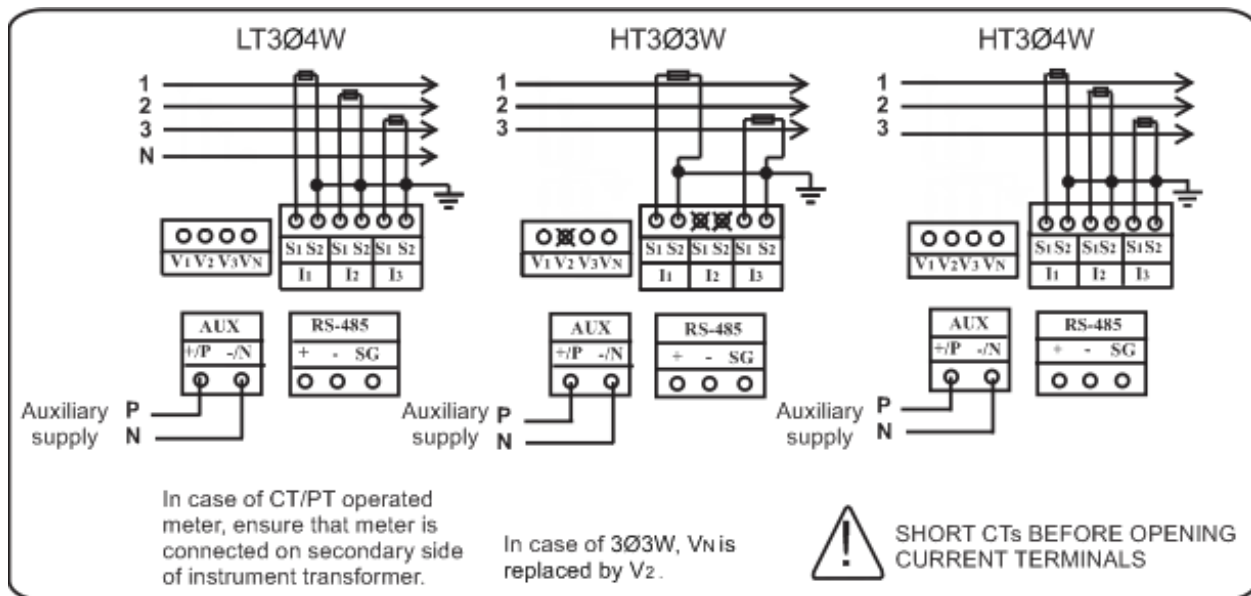 LT3Ø4W
1
2
3
N
V1 V2 V3 VN
S1 S2 S1 S2 S1 S2
I1 I2 I3
AUX
+/P -/N
RS-485
+ - SG
Auxiliary supply
P
N
HT3Ø3W
1
2
3
V1 V2 V3 VN
S1 S2 S1 S2 S1 S2
I1 I2 I3
AUX
+/P -/N
RS-485
+ - SG
Auxiliary supply
P
N
HT3Ø4W
1
2
3
V1 V2 V3 VN
S1 S2 S1 S2 S1 S2
I1 I2 I3
AUX
+/P -/N
RS-485
+ - SG
Auxiliary supply
P
N
In case of CT/PT operated
meter, ensure that meter is
connected on secondary side
of instrument transformer.
In case of 3Ø3W, VN is
replaced by V2.
!
SHORT CTs BEFORE OPENING
CURRENT TERMINALS